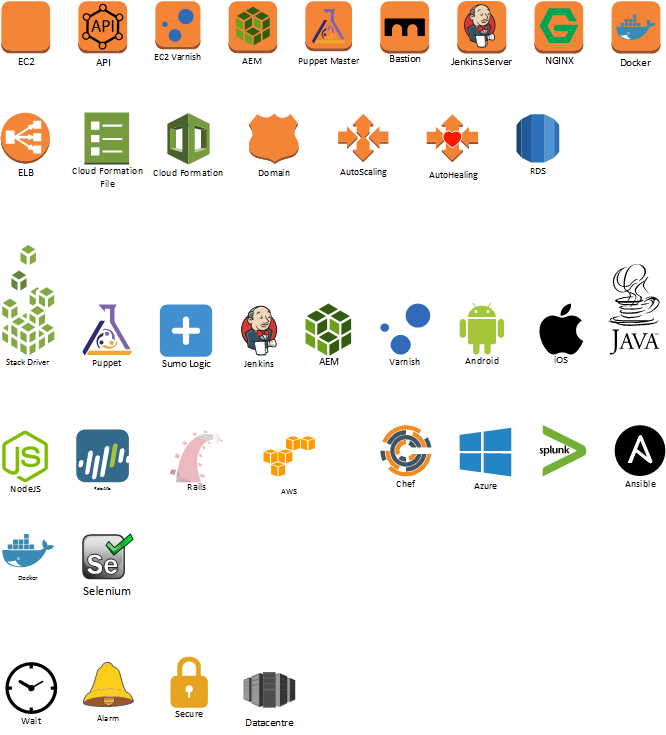 API
EC2
API
EC2 Varnish
AEM
Puppet Master
Bastion
Jenkins Server
NGINX
Docker
ELB
Cloud Formation
File
Cloud Formation
Domain
AutoScaling
AutoHealing
RDS
Stack Driver
Puppet
Sumo Logic
Jenkins
AEM
Varnish
Android
iOS
JAVA
JS
splunk>
NodeJS
Rails
AWS
Chef
Azure
Ansible
Docker
Se
Selenium
Wait
Alarm
Secure
Datacentre